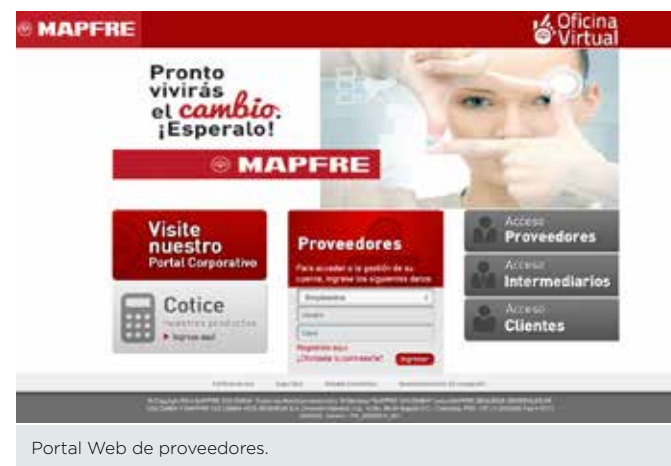 MAPFRE
Oficina
Virtual
Pronto
vivirás
el cambio.
¡Esperalo!
MAPFRE
Visite
nuestro
Portal Corporativo
Cotice
nuestros productos
Ingrese aquí
Proveedores
Para acceder a la gestión de su
cuenta, ingrese los siguientes datos:
Empleados
Usuario
Clave
Regístrese aquí
¿Olvidaste tu contraseña?
Ingresar
Acceso
Proveedores
Acceso
Intermediarios
Acceso
Clientes
Portal Web de proveedores.